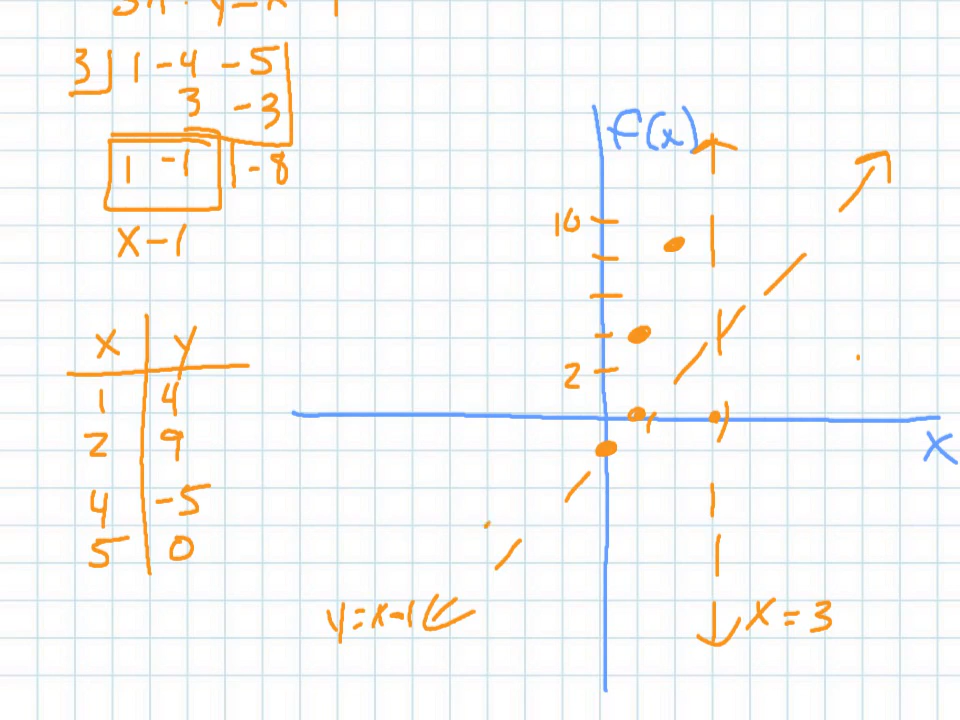 3 1 -4 -5
3 -3
1 -1 -8
x-1
x y
1 4
2 9
4 -5
5 0
f(x)
10
2
x
y=x-1
x=3